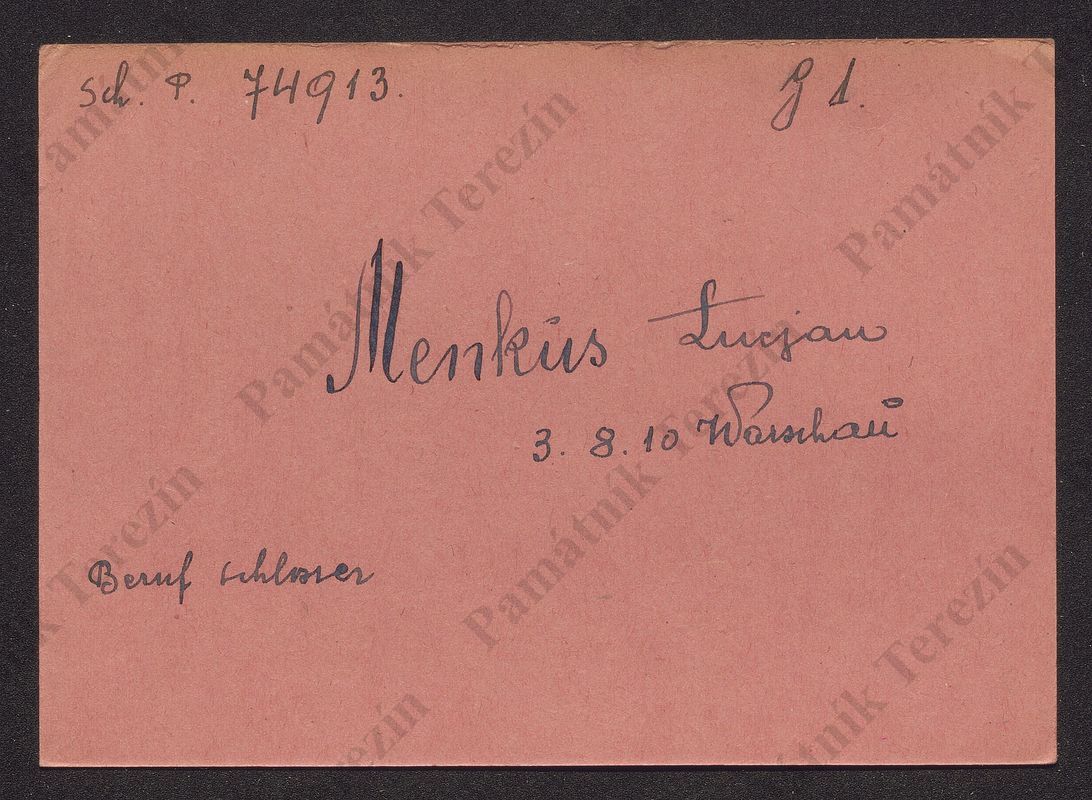 Sch. P. 74913. G 1.
Menkus Lucjan
3. 8. 10 Warschau
Beruf schlosser
Památník Terezín